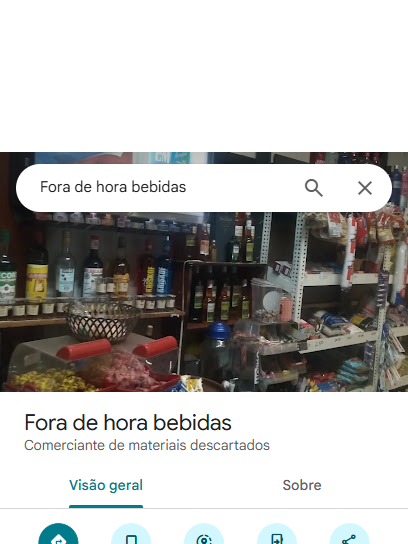 Fora de hora bebidas
Fora de hora bebidas
Comerciante de materiais descartados
Visão geral
Sobre